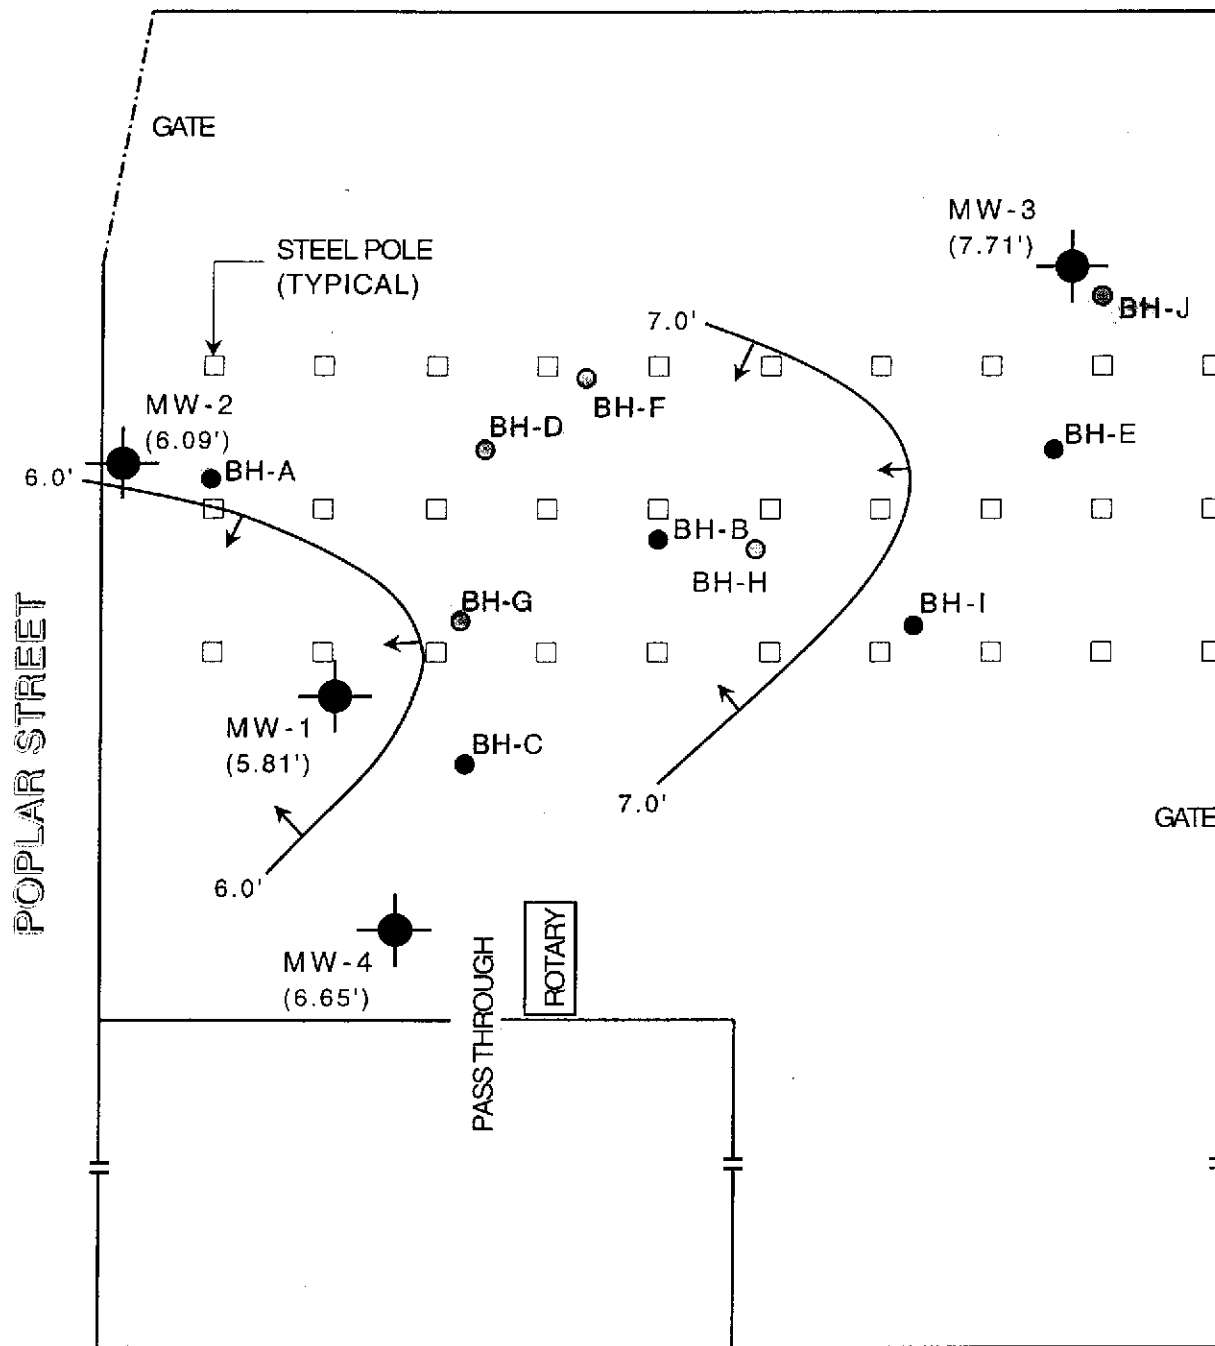 GATE
MW-3
(7.71')
STEEL POLE
(TYPICAL)
BH-J
7.0'
BH-F
MW-2
(6.09')
BH-D
BH-E
6.0'
BH-A
BH-B
BH-H
BH-G
BH-I
POPLAR STREET
MW-1
(5.81')
BH-C
7.0'
GATE
6.0'
MW-4
(6.65')
PASS THROUGH
ROTARY